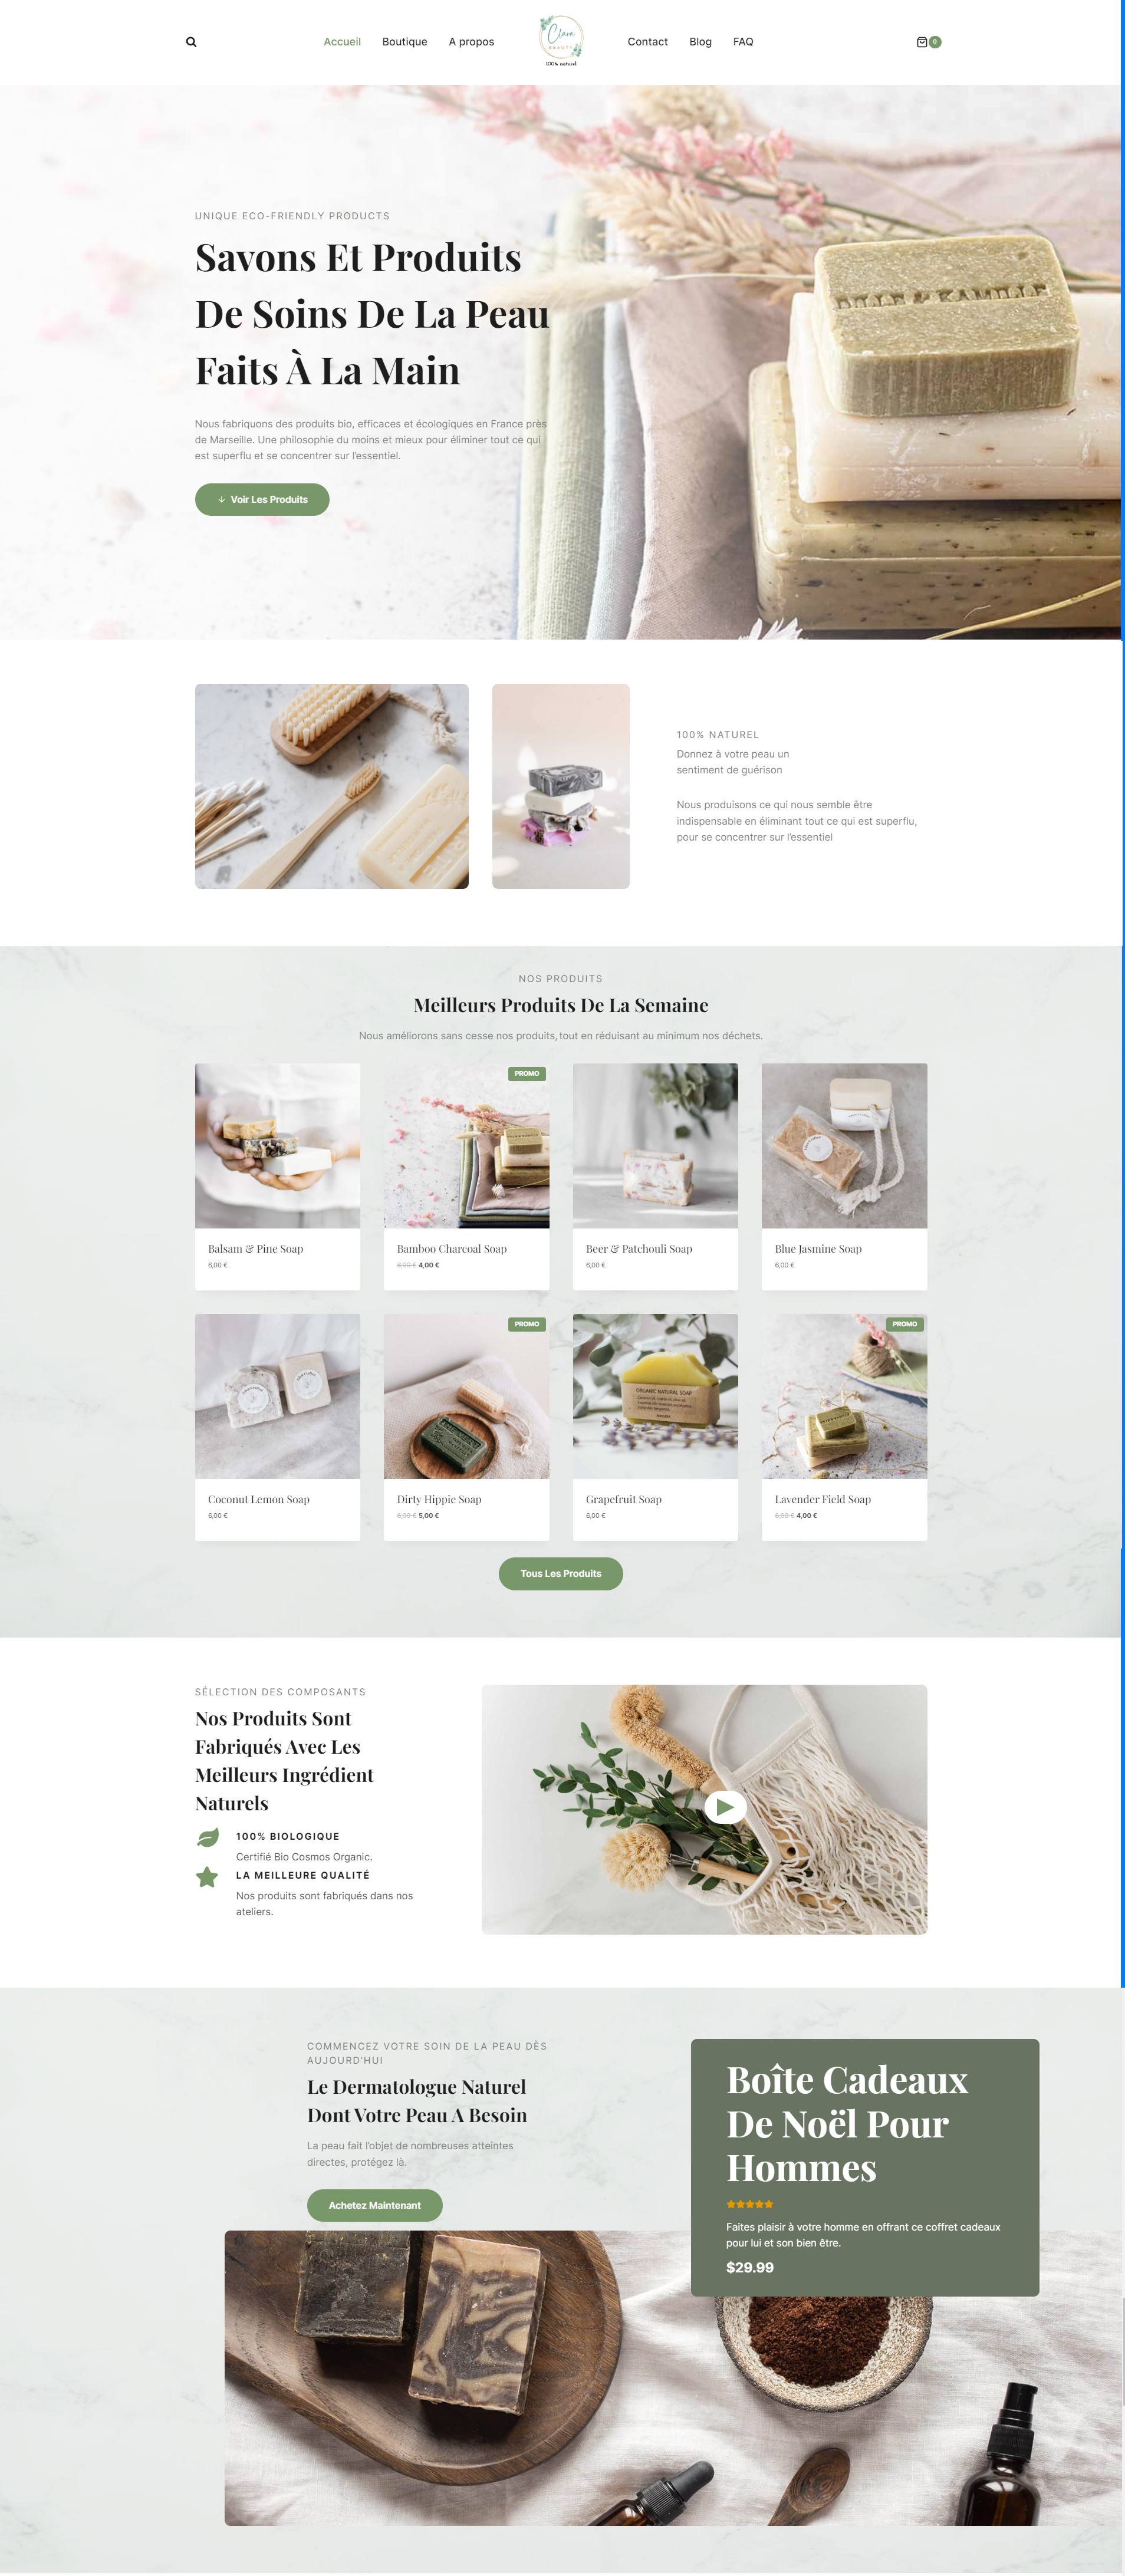 Accueil
Boutique
A propos
Clara
BEAUTY
100% naturel
Contact
Blog
FAQ
0
UNIQUE ECO-FRIENDLY PRODUCTS
Savons Et Produits
De Soins De La Peau
Faits À La Main
Nous fabriquons des produits bio, efficaces et écologiques en France près
de Marseille. Une philosophie du moins et mieux pour éliminer tout ce qui
est superflu et se concentrer sur l'essentiel.
↓ Voir Les Produits
100% NATUREL
Donnez à votre peau un
sentiment de guérison
Nous produisons ce qui nous semble être
indispensable en éliminant tout ce qui est superflu,
pour se concentrer sur l'essentiel
NOS PRODUITS
Meilleurs Produits De La Semaine
Nous améliorons sans cesse nos produits, tout en réduisant au minimum nos déchets.
Balsam & Pine Soap
6,00 €
PROMO
Bamboo Charcoal Soap
6,00 € 4,00 €
Beer & Patchouli Soap
6,00 €
Blue Jasmine Soap
6,00 €
Coconut Lemon Soap
6,00 €
PROMO
Dirty Hippie Soap
6,00 € 5,00 €
ORGANIC NATURAL SOAP
Grapefruit Soap
6,00 €
PROMO
Lavender Field Soap
6,00 € 4,00 €
Tous Les Produits
SÉLECTION DES COMPOSANTS
Nos Produits Sont
Fabriqués Avec Les
Meilleurs Ingrédient
Naturels
100% BIOLOGIQUE
Certifié Bio Cosmos Organic.
LA MEILLEURE QUALITÉ
Nos produits sont fabriqués dans nos
ateliers.
COMMENCEZ VOTRE SOIN DE LA PEAU DÈS
AUJOURD'HUI
Le Dermatologue Naturel
Dont Votre Peau A Besoin
La peau fait l'objet de nombreuses atteintes
directes, protégez là.
Achetez Maintenant
Boîte Cadeaux
De Noël Pour
Hommes
Faites plaisir à votre homme en offrant ce coffret cadeaux
pour lui et son bien être.
$29.99